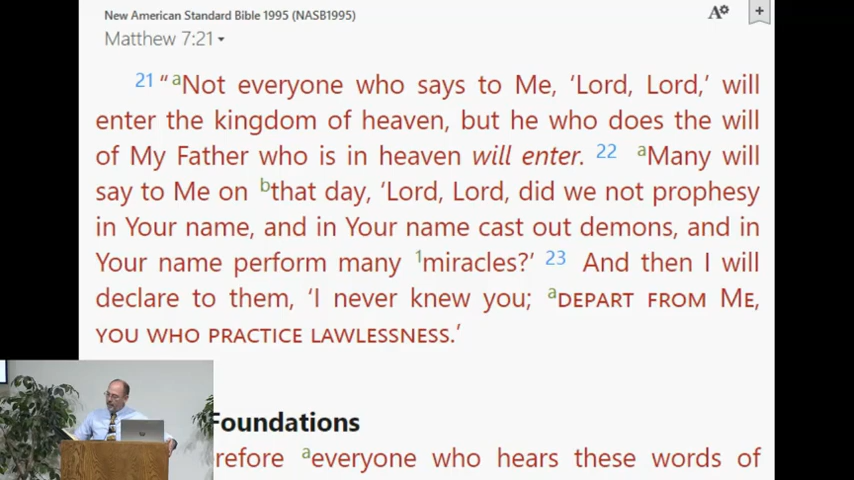 New American Standard Bible 1995 (NASB1995)
Matthew 7:21
21 “ aNot everyone who says to Me, ‘Lord, Lord,’ will
enter the kingdom of heaven, but he who does the will
of My Father who is in heaven will enter. 22 aMany will
say to Me on bthat day, ‘Lord, Lord, did we not prophesy
in Your name, and in Your name cast out demons, and in
Your name perform many 1miracles?’ 23 And then I will
declare to them, ‘I never knew you; aDEPART FROM ME,
YOU WHO PRACTICE LAWLESSNESS.’
Foundations
refore aeveryone who hears these words of